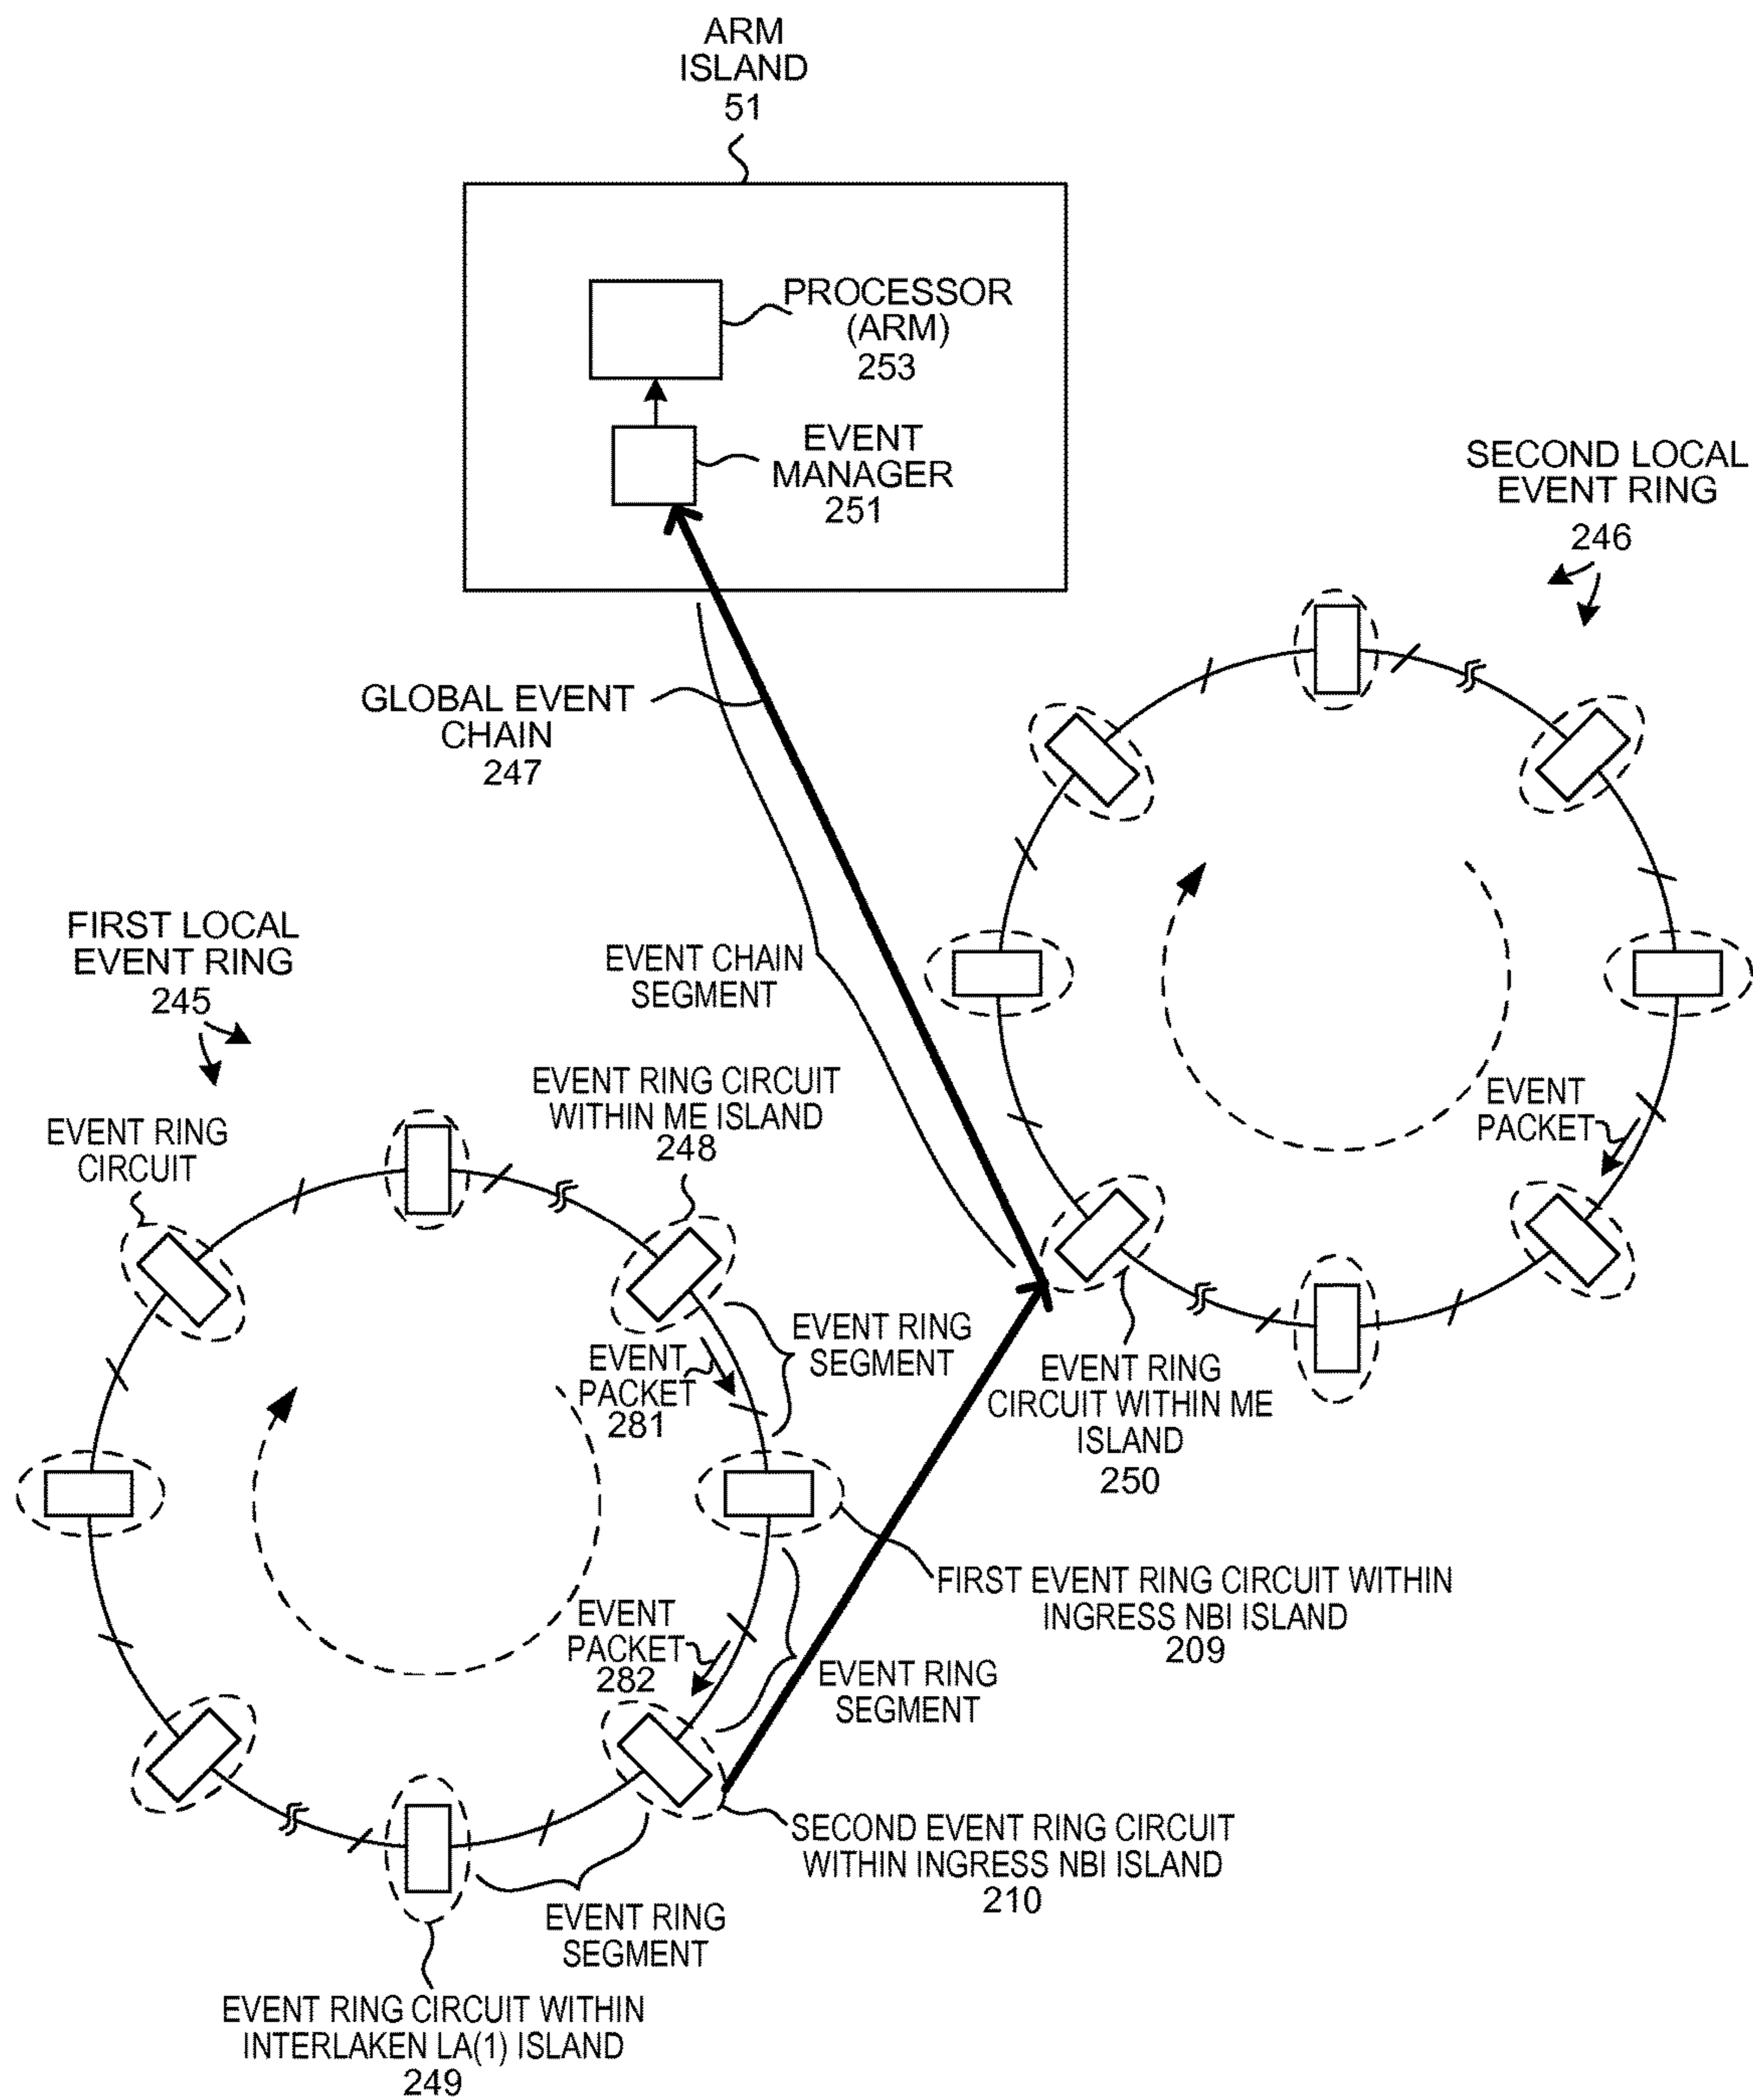 ARM
ISLAND
51
PROCESSOR
(ARM)
253
EVENT
MANAGER
251
SECOND LOCAL
EVENT RING
246
GLOBAL EVENT
CHAIN
247
FIRST LOCAL
EVENT RING
245
EVENT CHAIN
SEGMENT
EVENT RING CIRCUIT
WITHIN ME ISLAND
248
EVENT
PACKET
EVENT RING
CIRCUIT
EVENT RING
SEGMENT
EVENT
PACKET
281
EVENT RING
CIRCUIT WITHIN ME
ISLAND
250
FIRST EVENT RING CIRCUIT WITHIN
INGRESS NBI ISLAND
209
EVENT
PACKET
282
EVENT RING
SEGMENT
SECOND EVENT RING CIRCUIT
WITHIN INGRESS NBI ISLAND
210
EVENT RING
SEGMENT
EVENT RING CIRCUIT WITHIN
INTERLAKEN LA(1) ISLAND
249